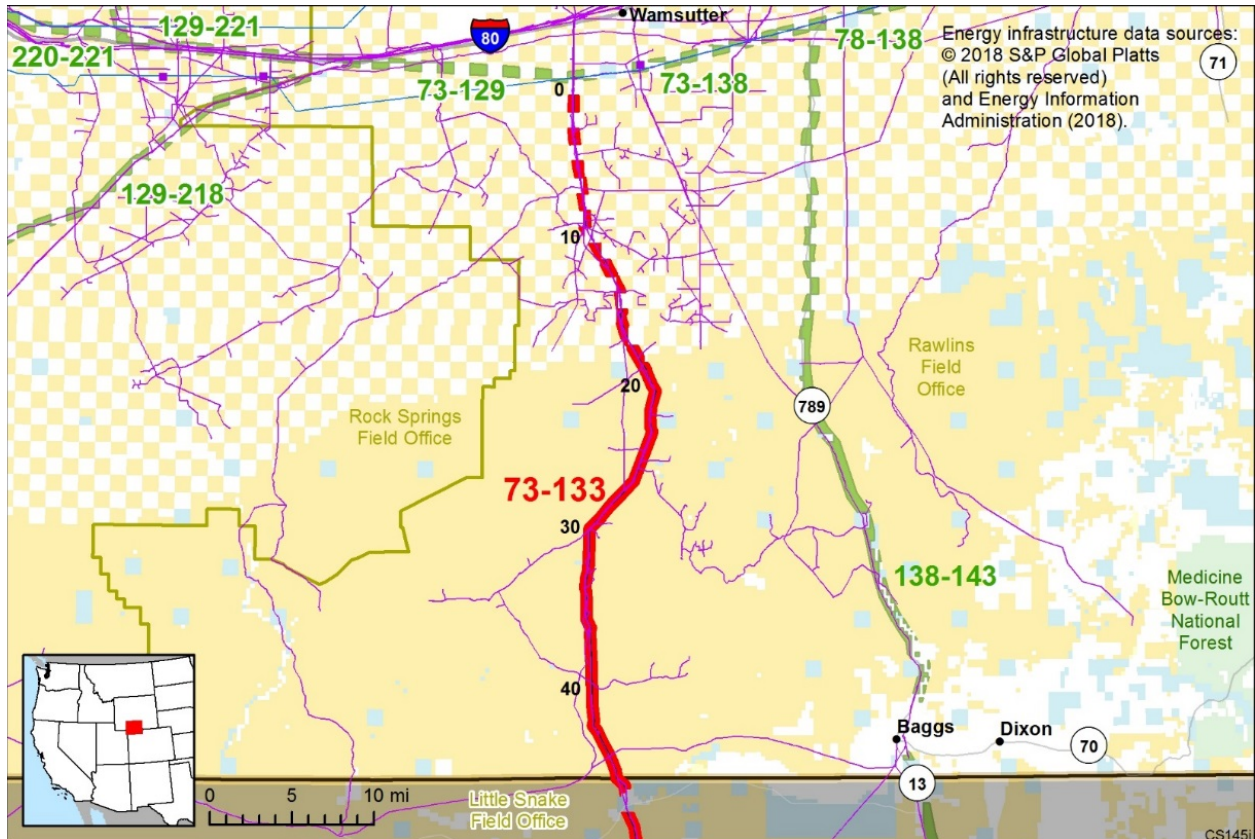 Wamsutter
129-221
220-221
80
78-138
Energy infrastructure data sources:
© 2018 S&P Global Platts
(All rights reserved)
and Energy Information
Administration (2018).
71
73-129
0
73-138
129-218
10
20
Rawlins
Field
Office
789
Rock Springs
Field Office
73-133
30
138-143
Medicine
Bow-Routt
National
Forest
40
Baggs
Dixon
70
13
0 5 10 mi
Little Snake
Field Office
CS145i